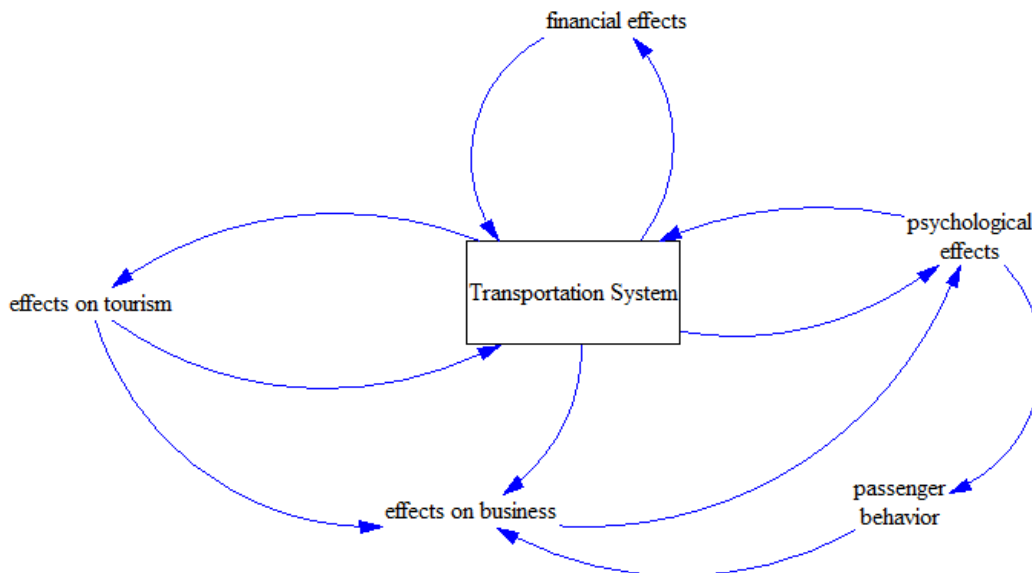 financial effects
psychological
effects
Transportation System
effects on tourism
passenger
behavior
effects on business